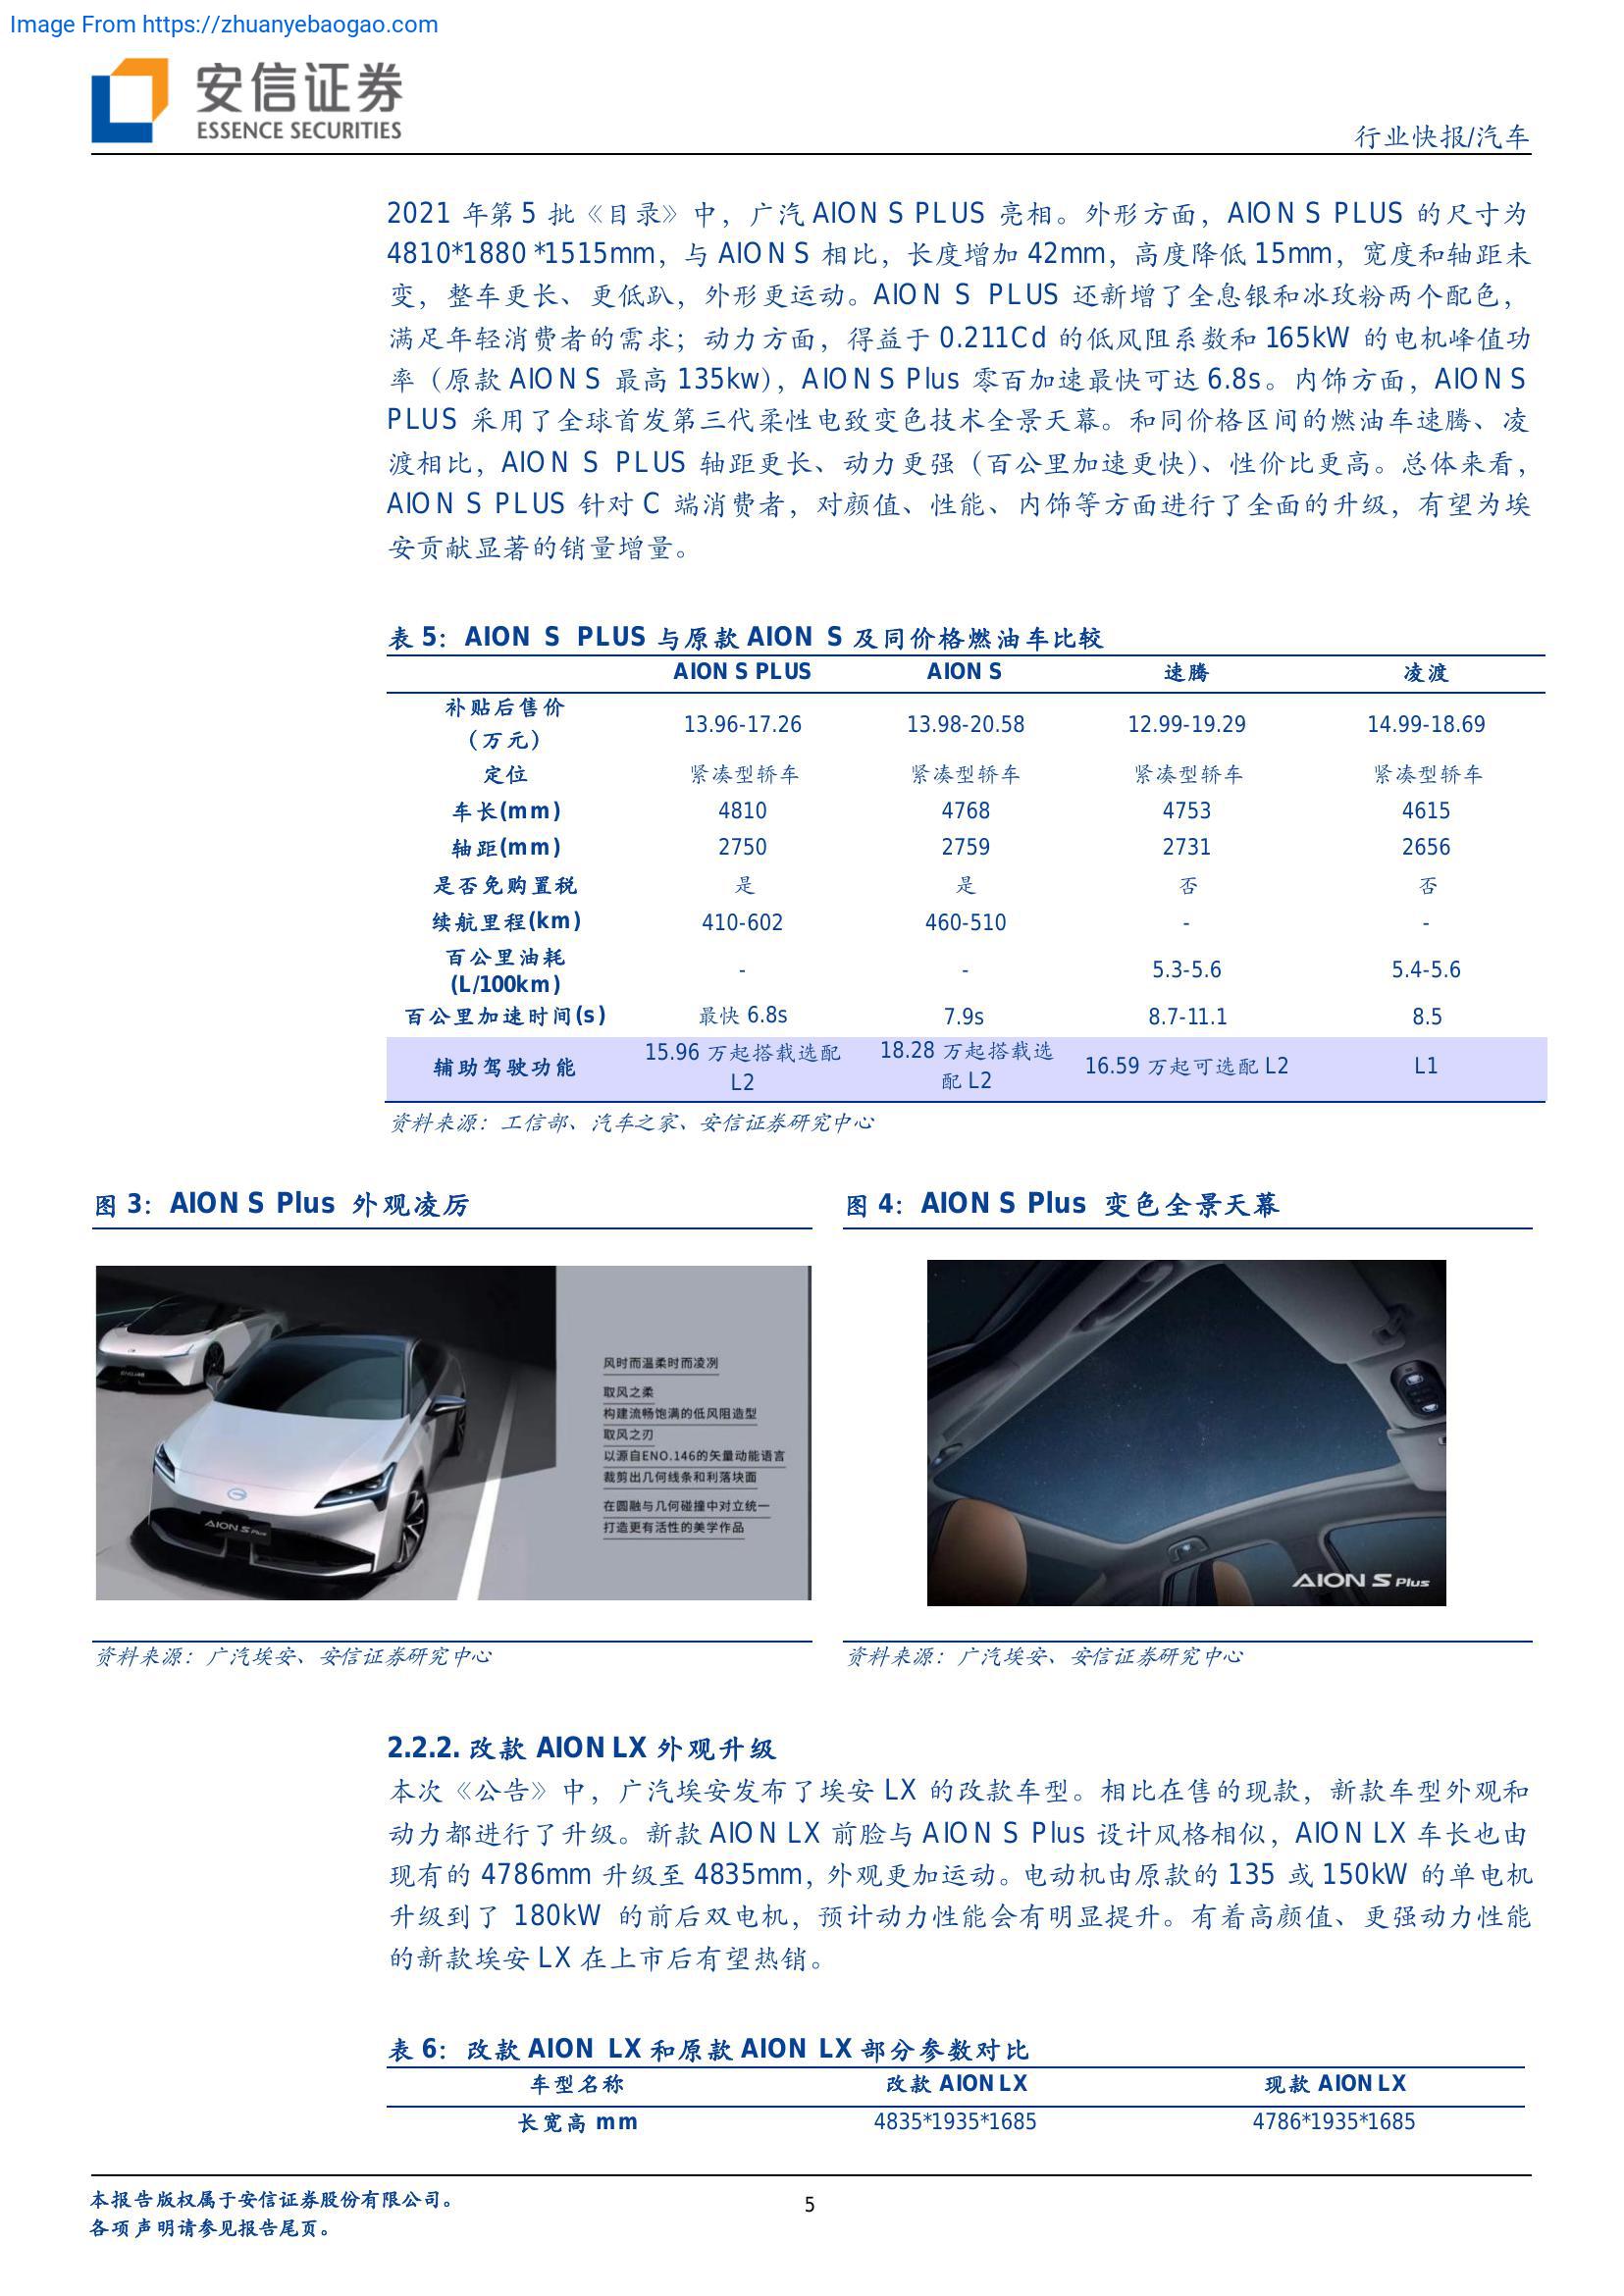 Image From https://zhuanyebaogao.com
安信证券
ESSENCE SECURITIES
行业快报/汽车
2021 年第 5 批《目录》中，广汽 AION S PLUS 亮相。外形方面，AION S PLUS 的尺寸为
4810*1880 *1515mm，与 AION S 相比，长度增加 42mm，高度降低 15mm，宽度和轴距未
变，整车更长、更低趴，外形更运动。AION S PLUS 还新增了全息银和冰玫粉两个配色，
满足年轻消费者的需求；动力方面，得益于 0.211Cd 的低风阻系数和 165kW 的电机峰值功
率（原款 AION S 最高 135kw），AION S Plus 零百加速最快可达 6.8s。内饰方面，AION S
PLUS 采用了全球首发第三代柔性电致变色技术全景天幕。和同价格区间的燃油车速腾、凌
渡相比，AION S PLUS 轴距更长、动力更强（百公里加速更快）、性价比更高。总体来看，
AION S PLUS 针对 C 端消费者，对颜值、性能、内饰等方面进行了全面的升级，有望为埃
安贡献显著的销量增量。
表 5：AION S PLUS 与原款 AION S 及同价格燃油车比较
AION S PLUS AION S 速腾 凌渡
补贴后售价
（万元） 13.96-17.26 13.98-20.58 12.99-19.29 14.99-18.69
定位 紧凑型轿车 紧凑型轿车 紧凑型轿车 紧凑型轿车
车长(mm) 4810 4768 4753 4615
轴距(mm) 2750 2759 2731 2656
是否免购置税 是 是 否 否
续航里程(km) 410-602 460-510 - -
百公里油耗
(L/100km) - - 5.3-5.6 5.4-5.6
百公里加速时间(s) 最快 6.8s 7.9s 8.7-11.1 8.5
辅助驾驶功能 15.96 万起搭载选配 L2 18.28 万起搭载选配 L2 16.59 万起可选配 L2 L1
资料来源：工信部、汽车之家、安信证券研究中心
图 3：AION S Plus 外观凌厉
图 4：AION S Plus 变色全景天幕
风时而温柔时而凌冽
取风之柔
构建流畅饱满的低风阻造型
取风之刃
以源自ENO.146的矢量动能语言
裁剪出几何线条和利落块面
在圆融与几何碰撞中对立统一
打造更有活性的美学作品
AION S Plus
AION S Plus
资料来源：广汽埃安、安信证券研究中心
资料来源：广汽埃安、安信证券研究中心
2.2.2. 改款 AION LX 外观升级
本次《公告》中，广汽埃安发布了埃安 LX 的改款车型。相比在售的现款，新款车型外观和
动力都进行了升级。新款 AION LX 前脸与 AION S Plus 设计风格相似，AION LX 车长也由
现有的 4786mm 升级至 4835mm，外观更加运动。电动机由原款的 135 或 150kW 的单电机
升级到了 180kW 的前后双电机，预计动力性能会有明显提升。有着高颜值、更强动力性能
的新款埃安 LX 在上市后有望热销。
表 6：改款 AION LX 和原款 AION LX 部分参数对比
车型名称 改款 AION LX 现款 AION LX
长宽高 mm 4835*1935*1685 4786*1935*1685
本报告版权属于安信证券股份有限公司。
各项声明请参见报告尾页。
5